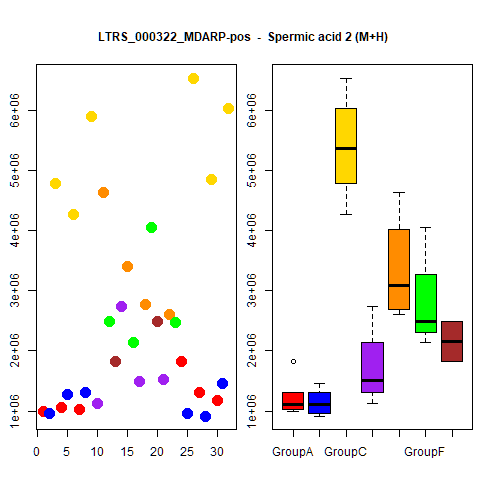 LTRS_000322_MDARP-pos - Spermic acid 2 (M+H)
6e+06
5e+06
4e+06
3e+06
2e+06
1e+06
0 5 10 15 20 25 30
6e+06
5e+06
4e+06
3e+06
2e+06
1e+06
GroupA GroupC GroupF